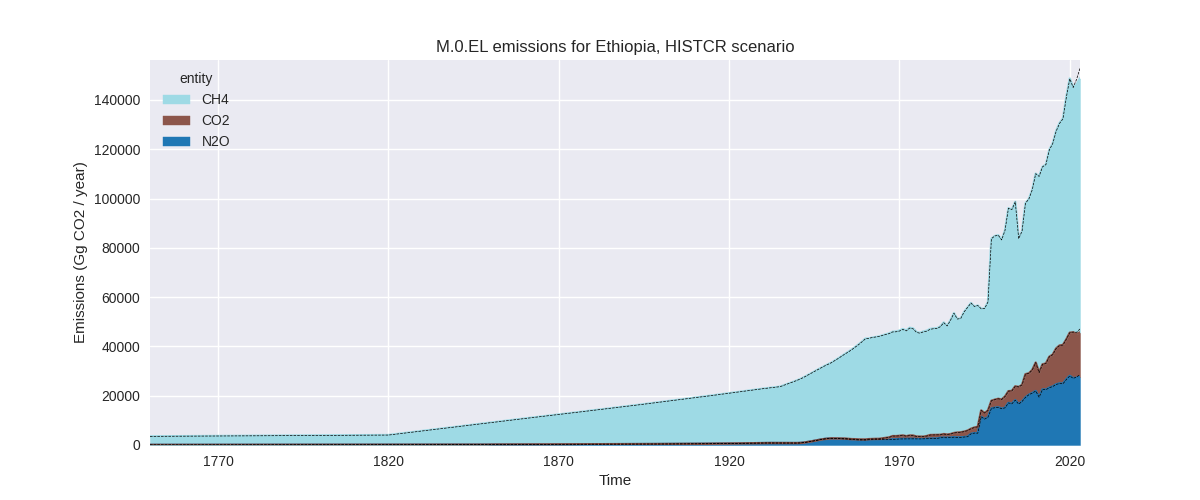 M.0.EL emissions for Ethiopia, HISTCR scenario
entity
CH4
CO2
N2O
Emissions (Gg CO2 / year)
140000
120000
100000
80000
60000
40000
20000
0
1770
1820
1870
1920
1970
2020
Time